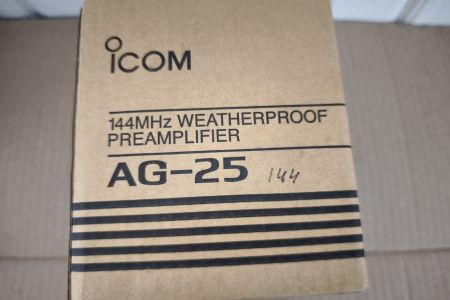 ICOM
144MHz WEATHERPROOF
PREAMPLIFIER
AG-25 144